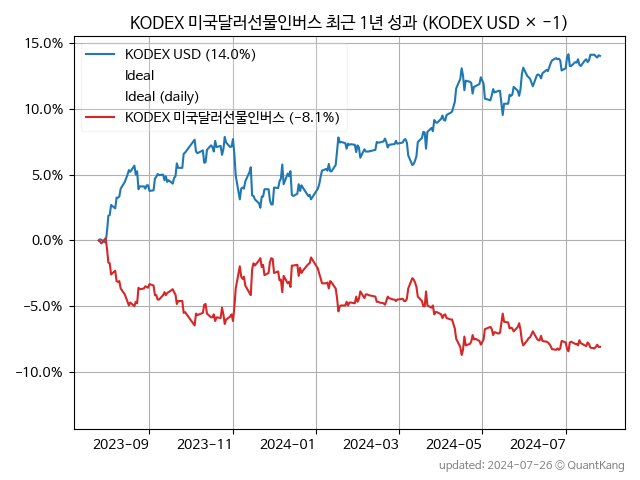 KODEX 미국달러선물인버스 최근 1년 성과 (KODEX USD × −1)
15.0%
10.0%
5.0%
0.0%
−5.0%
−10.0%
KODEX USD (14.0%)
Ideal
Ideal (daily)
KODEX 미국달러선물인버스 (−8.1%)
2023-09 2023-11 2024-01 2024-03 2024-05 2024-07
updated: 2024-07-26 © QuantKang